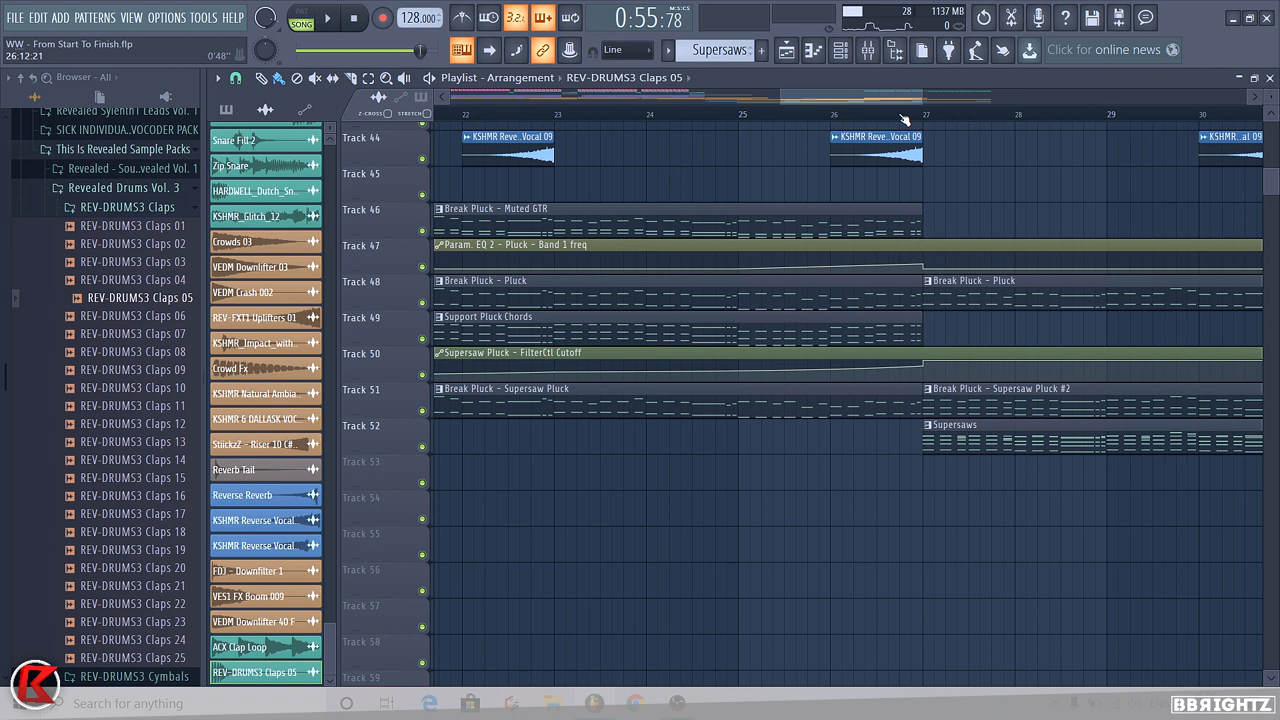 FILE EDIT ADD PATTERNS VIEW OPTIONS TOOLS HELP
PAT
SONG
128.000
3.2.
0:55:78
M:S:CS
28
1137 MB
0
WW - From Start To Finish.flp
26:12:21
0'48"
Line
Supersaws
Click for online news
Browser - All
Playlist - Arrangement
REV-DRUMS3 Claps 05
Z-CROSS
STRETCH
22
23
24
25
26
27
28
29
30
SICK INDIVIDUA..VOCODER PACK
This Is Revealed Sample Pa
Revealed - Sou..vealed Vol. 1
Revealed Drums Vol. 3
REV-DRUMS3 Claps
REV-DRUMS3 Claps 01
REV-DRUMS3 Claps 02
REV-DRUMS3 Claps 03
REV-DRUMS3 Claps 04
REV-DRUMS3 Claps 05
REV-DRUMS3 Claps 06
REV-DRUMS3 Claps 07
REV-DRUMS3 Claps 08
REV-DRUMS3 Claps 09
REV-DRUMS3 Claps 10
REV-DRUMS3 Claps 11
REV-DRUMS3 Claps 12
REV-DRUMS3 Claps 13
REV-DRUMS3 Claps 14
REV-DRUMS3 Claps 15
REV-DRUMS3 Claps 16
REV-DRUMS3 Claps 17
REV-DRUMS3 Claps 18
REV-DRUMS3 Claps 19
REV-DRUMS3 Claps 20
REV-DRUMS3 Claps 21
REV-DRUMS3 Claps 22
REV-DRUMS3 Claps 23
REV-DRUMS3 Claps 24
REV-DRUMS3 Claps 25
REV-DRUMS3 Cymbals
Snare Fill 2
Zip Snare
HARDWELL_Dutch_Sn..
KSHMR_Glitch_12
Crowds 03
VEDM Downlifter 03
VEDM Crash 002
REV-FXT1 Uplifters 01
KSHMR_Impact_with..
Crowd Fx
KSHMR Natural Ambia..
KSHMR & DALLASK VOC..
StiickzZ - Riser 10 C#..
Reverb Tail
Reverse Reverb
KSHMR Reverse Vocal..
KSHMR Reverse Vocal..
FDJ - Downfilter 1
VES1 FX Boom 009
VEDM Downlifter 40 F
ACX Clap Loop
REV-DRUMS3 Claps 05
Track 44
KSHMR Reve..Vocal 09
KSHMR Reve..Vocal 09
KSHMR..al 09
Track 45
Track 46
Break Pluck - Muted GTR
Track 47
Param. EQ 2 - Pluck - Band 1 freq
Track 48
Break Pluck - Pluck
Break Pluck - Pluck
Track 49
Support Pluck Chords
Track 50
Supersaw Pluck - FilterCtl Cutoff
Track 51
Break Pluck - Supersaw Pluck
Break Pluck - Supersaw Pluck #2
Track 52
Supersaws
Track 53
Track 54
Track 55
Track 56
Track 57
Track 58
Track 59
Search for anything
BBRIGHTZ